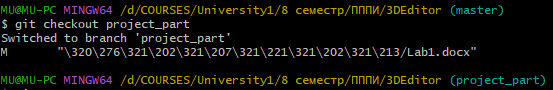 MU@MU-PC MINGW64 /d/COURSES/University1/8 семестр/ПППИ/3DEditor (master)
$ git checkout project_part
Switched to branch 'project_part'
M       "\320\276\321\202\321\207\321\221\321\202\321\213/Lab1.docx"
MU@MU-PC MINGW64 /d/COURSES/University1/8 семестр/ПППИ/3DEditor (project_part)